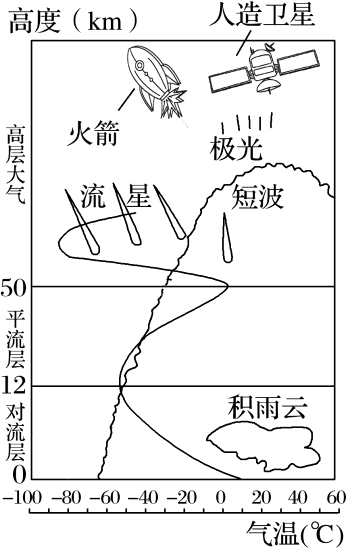 高度(km)
人造卫星
火箭
极光
高层大气
流 星
短波
50
平流层
12
对流层
积雨云
0
-100 -80 -60 -40 -20 0 20 40 60
气温(℃)